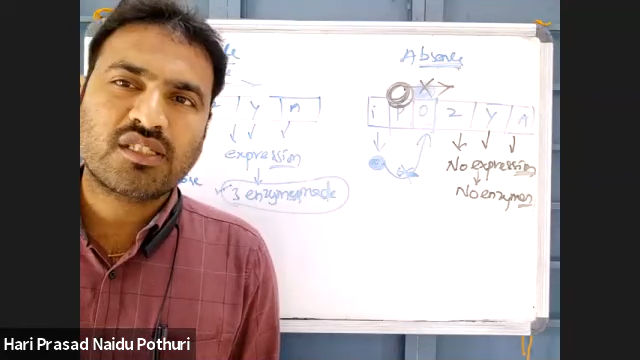 Absence
y n
i P O z y a
expression
No expression
3 enzymes made
No enzymes
Hari Prasad Naidu Pothuri